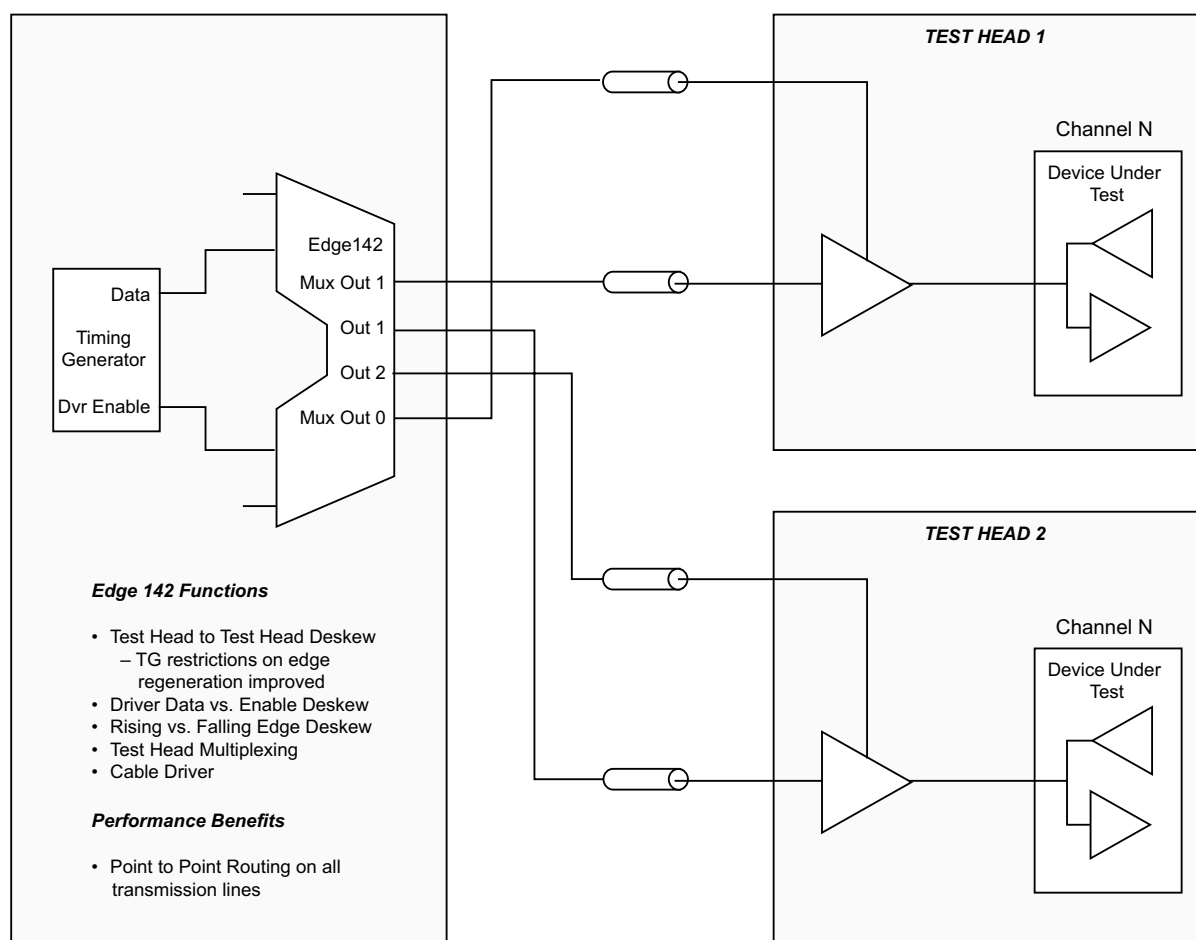 Edge142
Mux Out 1
Out 1
Out 2
Mux Out 0
Data
Timing
Generator
Dvr Enable
Edge 142 Functions
• Test Head to Test Head Deskew
– TG restrictions on edge
regeneration improved
• Driver Data vs. Enable Deskew
• Rising vs. Falling Edge Deskew
• Test Head Multiplexing
• Cable Driver
Performance Benefits
• Point to Point Routing on all
transmission lines
TEST HEAD 1
Channel N
Device Under
Test
TEST HEAD 2
Channel N
Device Under
Test